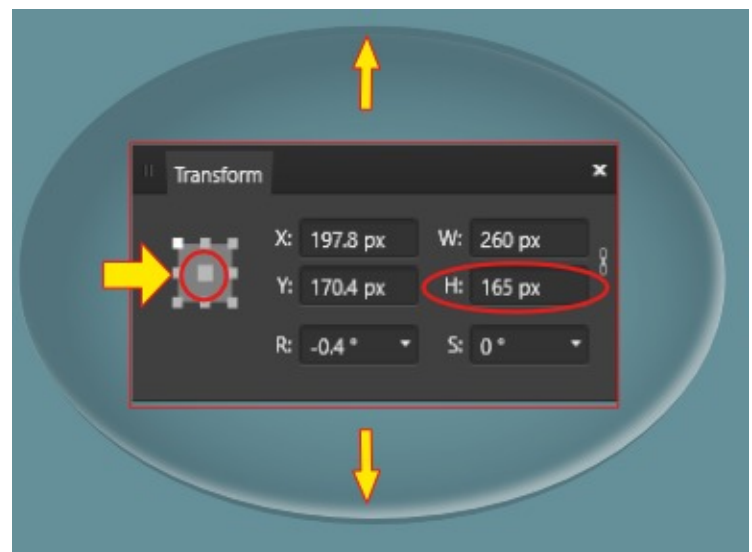 Transform
X: 197.8 px W: 260 px
Y: 170.4 px H: 165 px
R: -0.4 ° S: 0 °